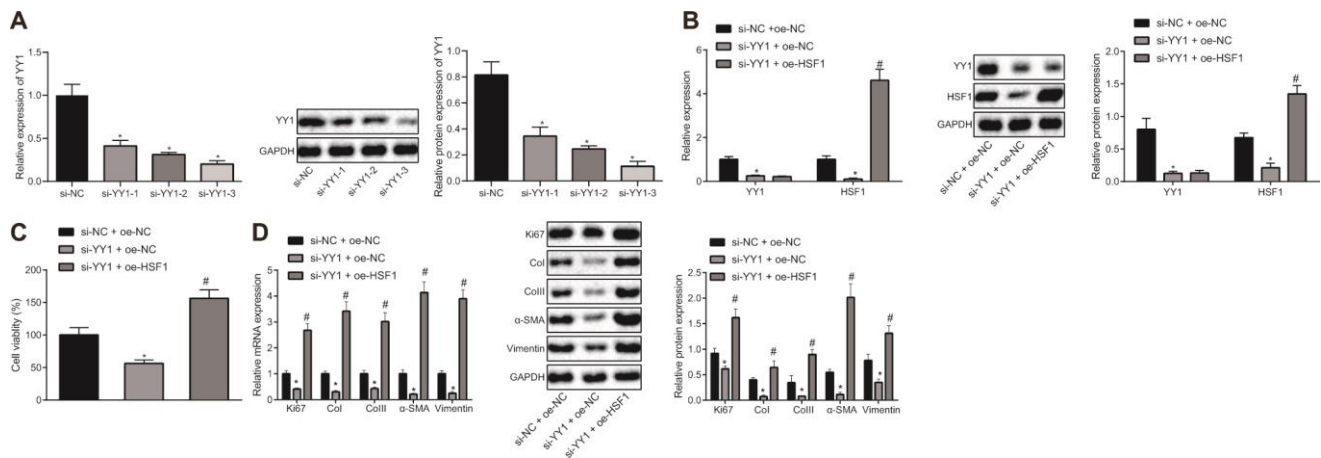 A
Relative expression of YY1
1.5
1.0
0.5
0.0
si-NC
si-YY1-1
si-YY1-2
si-YY1-3
*
*
*
YY1
GAPDH
si-NC
si-YY1-1
si-YY1-2
si-YY1-3
Relative protein expression of YY1
1.0
0.8
0.6
0.4
0.2
0.0
si-NC
si-YY1-1
si-YY1-2
si-YY1-3
*
*
*
B
si-NC +oe-NC
si-YY1 + oe-NC
si-YY1 + oe-HSF1
Relative expression
6
4
2
0
YY1
HSF1
*
*
#
YY1
HSF1
GAPDH
si-NC + oe-NC
si-YY1 + oe-NC
si-YY1 + oe-HSF1
si-NC + oe-NC
si-YY1 + oe-NC
si-YY1 + oe-HSF1
Relative protein expression
2.0
1.5
1.0
0.5
0.0
YY1
HSF1
*
*
#
C
si-NC + oe-NC
si-YY1 + oe-NC
si-YY1 + oe-HSF1
Cell viablity (%)
200
150
100
50
0
*
#
D
si-NC + oe-NC
si-YY1 + oe-NC
si-YY1 + oe-HSF1
Relative mRNA expression
5
4
3
2
1
0
Ki67
CoI
CoIII
α-SMA
Vimentin
*
#
*
#
*
#
*
#
*
#
Ki67
CoI
CoIII
α-SMA
Vimentin
GAPDH
si-NC + oe-NC
si-YY1 + oe-NC
si-YY1 + oe-HSF1
si-NC + oe-NC
si-YY1 + oe-NC
si-YY1 + oe-HSF1
Relative protein expression
2.5
2.0
1.5
1.0
0.5
0.0
Ki67
CoI
CoIII
α-SMA
Vimentin
*
#
*
#
*
#
*
#
*
#